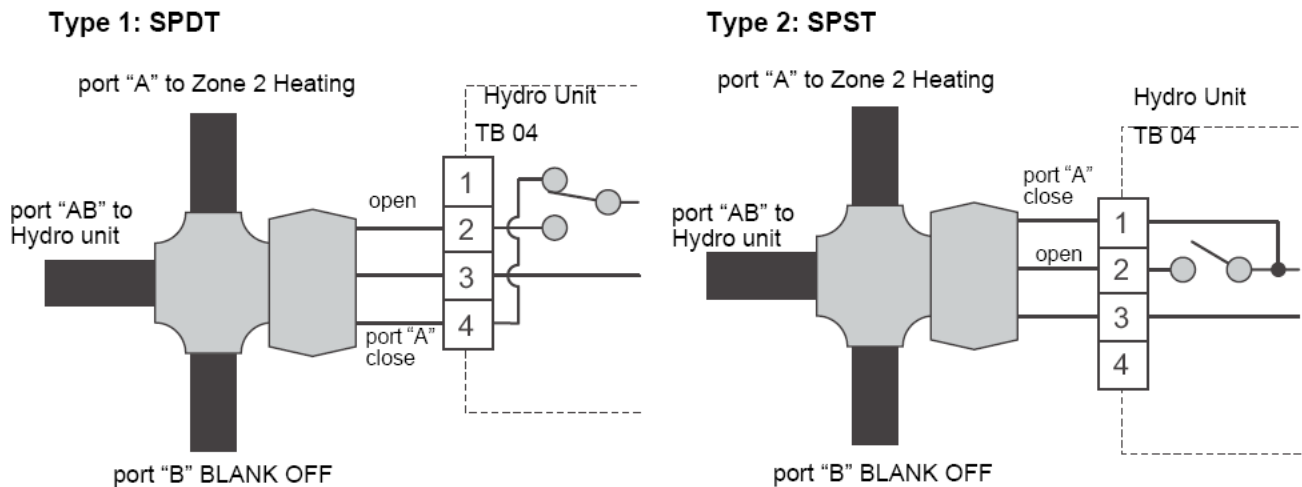 Type 1: SPDT
port “A” to Zone 2 Heating
Hydro Unit
TB 04
port “AB” to
Hydro unit
open
1
2
3
4
port “A”
close
port “B” BLANK OFF
Type 2: SPST
port “A” to Zone 2 Heating
Hydro Unit
TB 04
port “AB” to
Hydro unit
port “A”
close
open
1
2
3
4
port “B” BLANK OFF